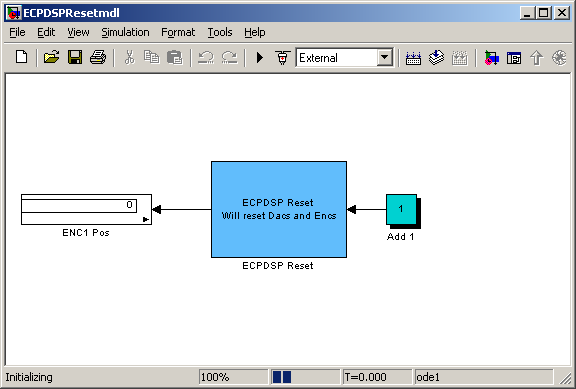 ECPDSPResetmdl
File Edit View Simulation Format Tools Help
External
0
ENC1 Pos
ECPDSP Reset
Will reset Dacs and Encs
ECPDSP Reset
1
Add 1
Initializing 100% T=0.000 ode1